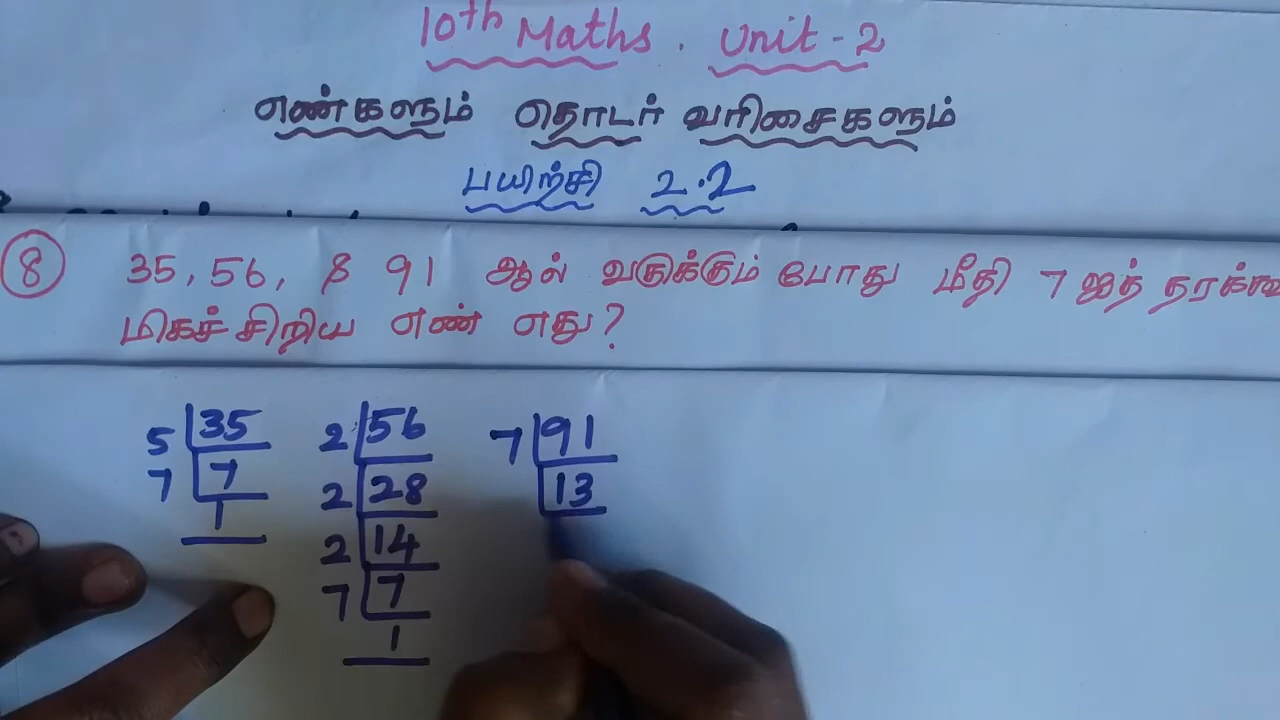 10th Maths. Unit-2
எண்களும் தொடர் வரிசைகளும்
பயிற்சி 2.2
8 35, 56, & 91 ஆல் வகுக்கும் போது மீதி 7 ஐத்
மிகச் சிறிய எண் எது?
5 35 2 56 7 91
7 7 2 28 13
1 2 14
7 7
1